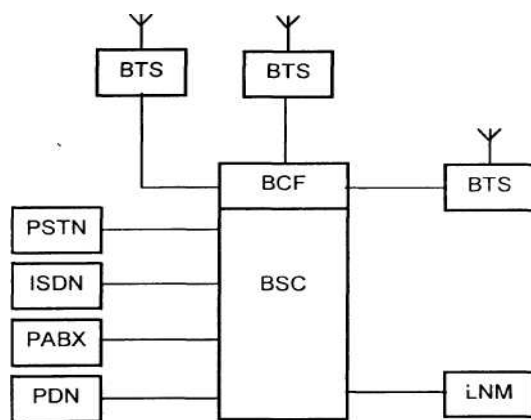 BTS
BTS
BCF
BTS
PSTN
ISDN
BSC
PABX
PDN
LNM